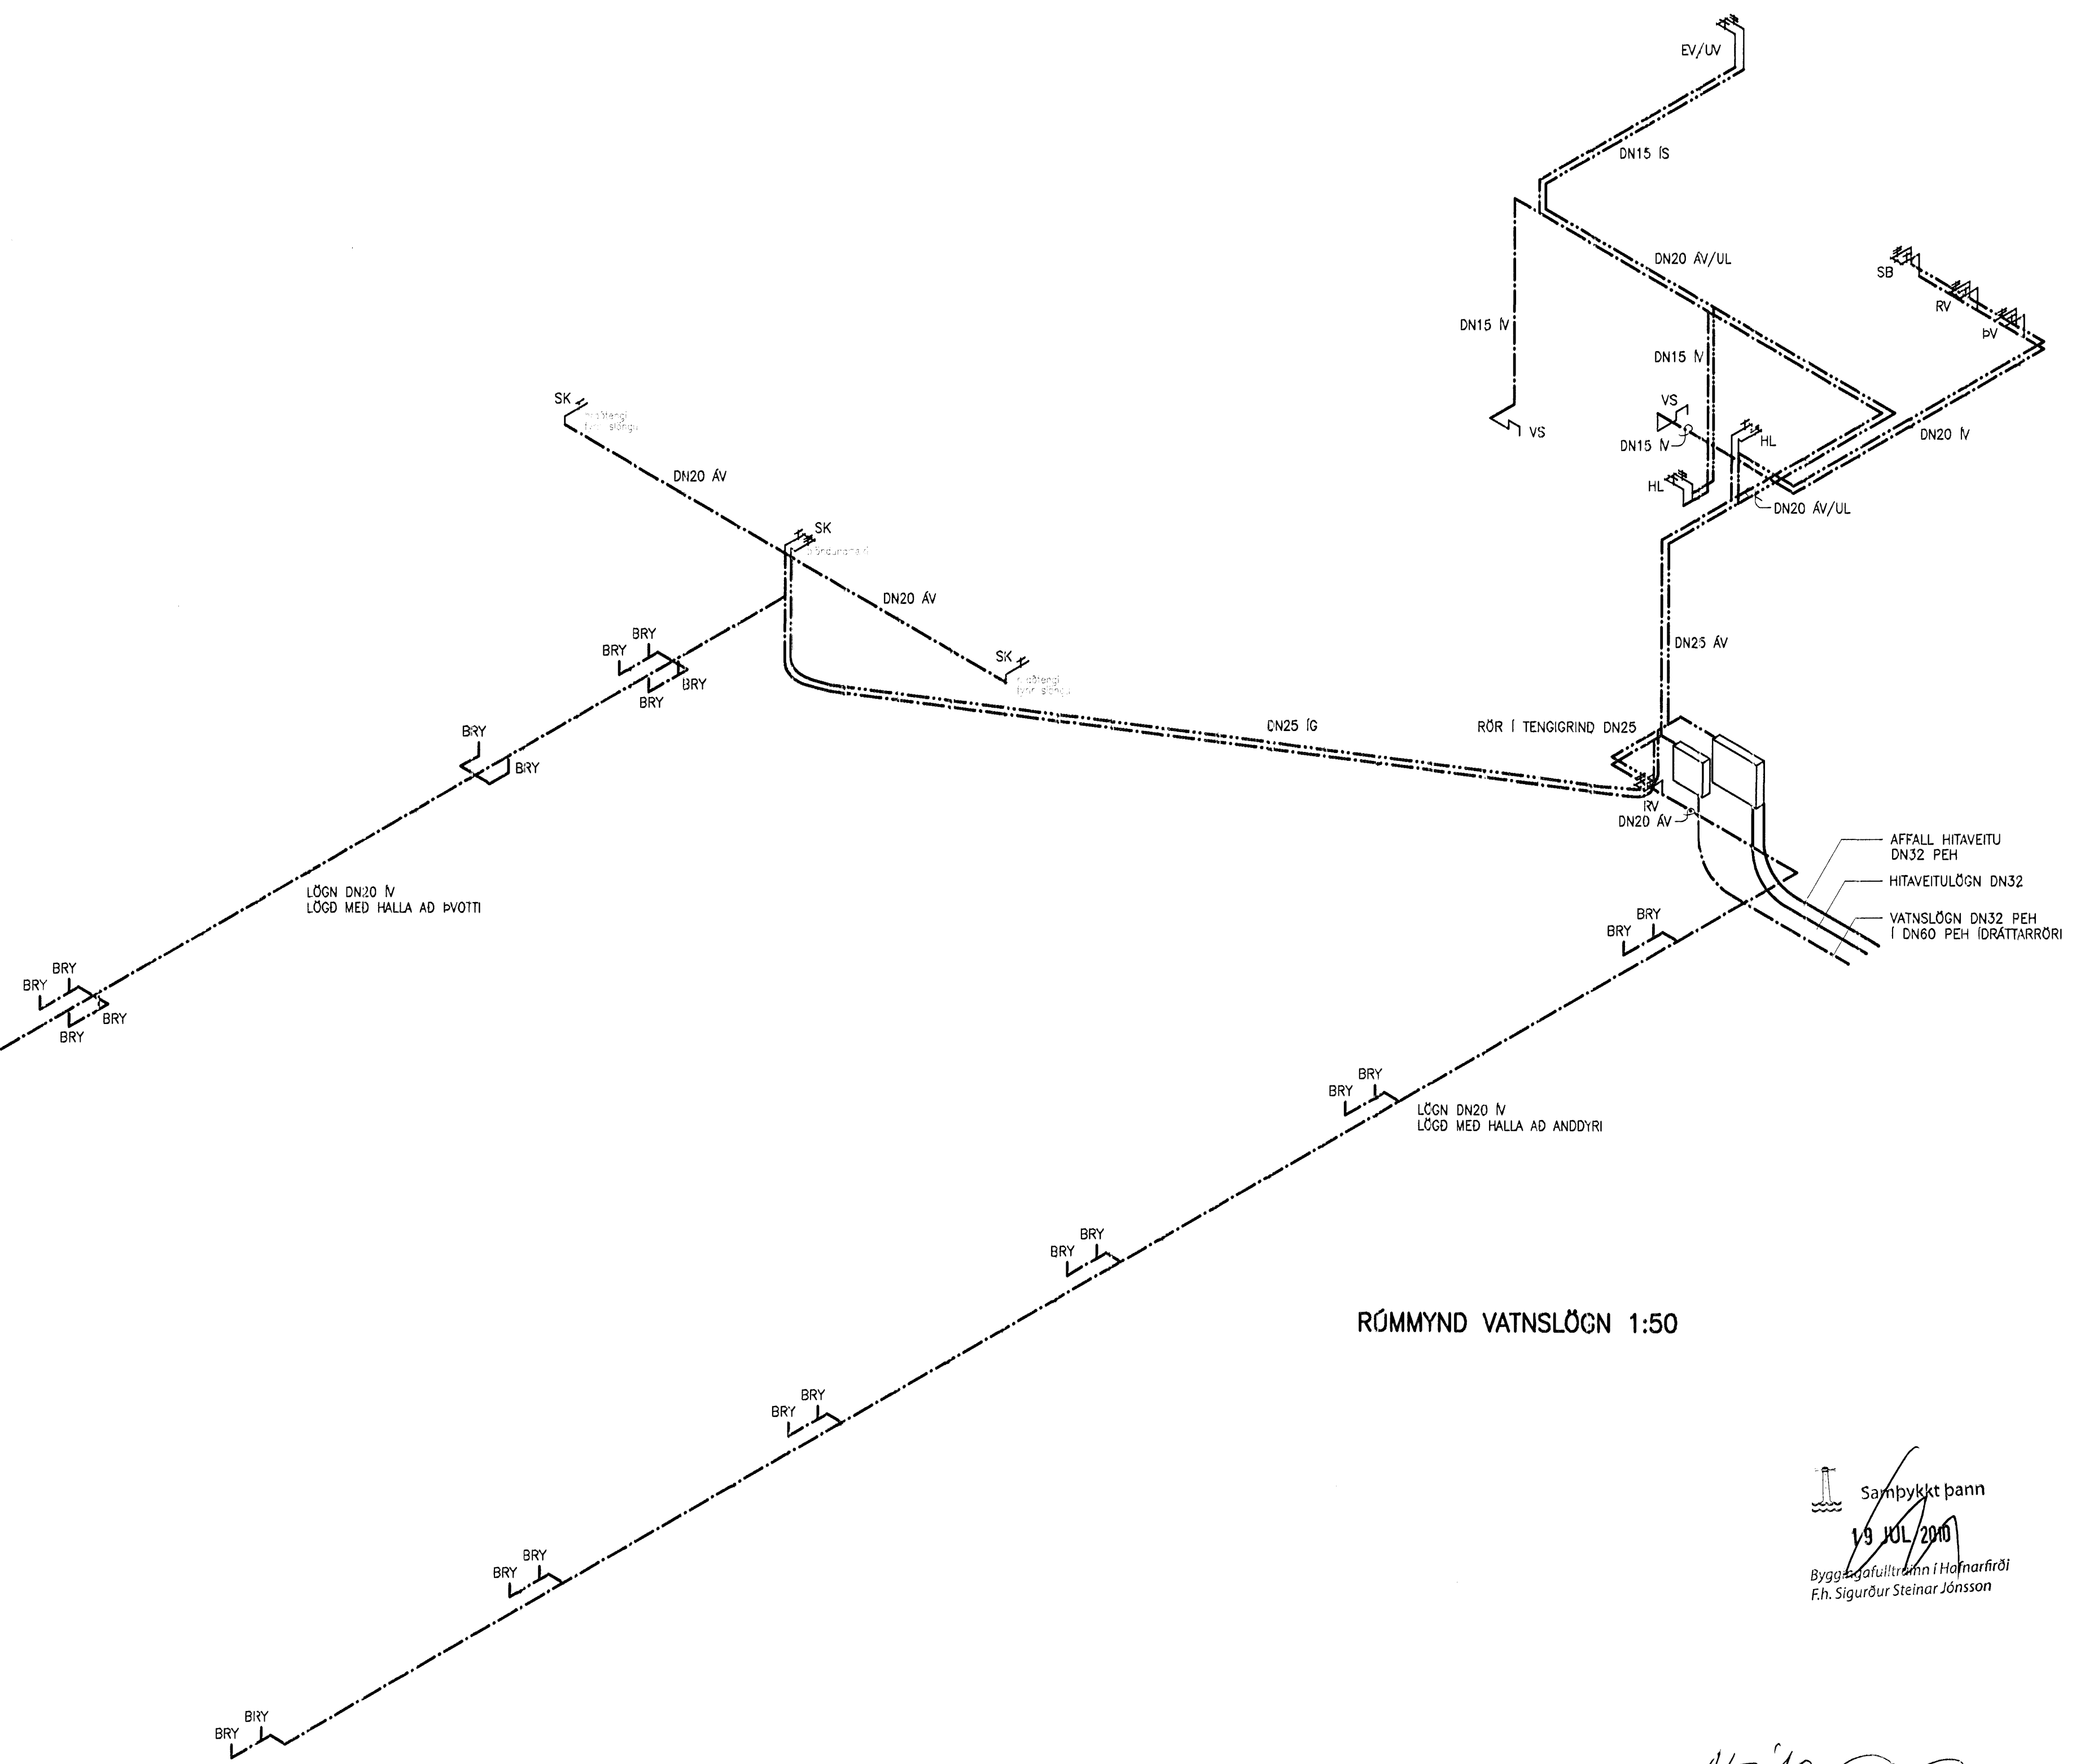 EV/UV
DN15 ÍS
DN20 ÁV/UL
SB
RV
ÞV
DN15 ÍV
DN15 ÍV
VS
VS
DN15 ÍV
HL
HL
DN20 ÍV
DN20 ÁV/UL
SK
DN20 ÁV
SK
DN20 ÁV
SK
DN25 ÁV
BRY
BRY
BRY
BRY
BRY
BRY
DN25 ÍG
RÖR Í TENGIGRIND DN25
RV
DN20 ÁV
AFFALL HITAVEITU
DN32 PEH
HITAVEITULÖGN DN32
VATNSLÖGN DN32 PEH
Í DN60 PEH ÍDRÁTTARRÖRI
LÖGN DN20 ÍV
LÖGÐ MEÐ HALLA AÐ ÞVOTTI
BRY
BRY
BRY
BRY
BRY
BRY
BRY
BRY
LÖGN DN20 ÍV
LÖGÐ MEÐ HALLA AÐ ANDDYRI
BRY
BRY
RÚMMYND VATNSLÖGN 1:50
BRY
BRY
BRY
BRY
BRY
BRY
Samþykkt þann
19 JUL 2010
Byggingafulltrúinn í Hafnarfirði
F.h. Sigurður Steinar Jónsson